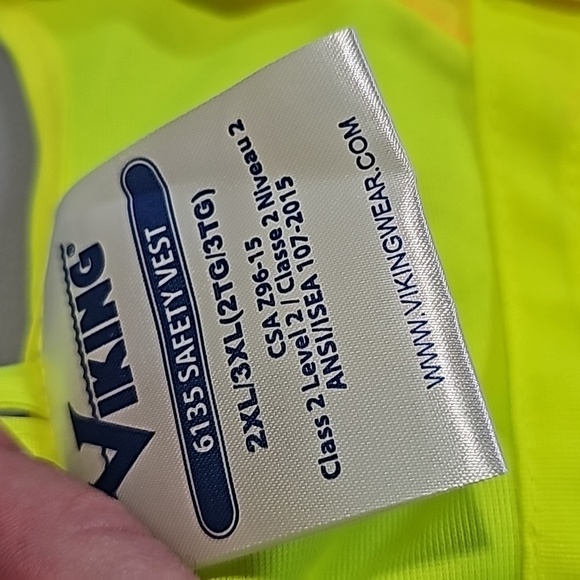 VIKING®
6135 SAFETY VEST
2XL/3XL(2TG/3TG)
CSA Z96-15
Class 2 Level 2 / Classe 2 Niveau 2
ANSI/ISEA 107-2015
WWW.VIKINGWEAR.COM